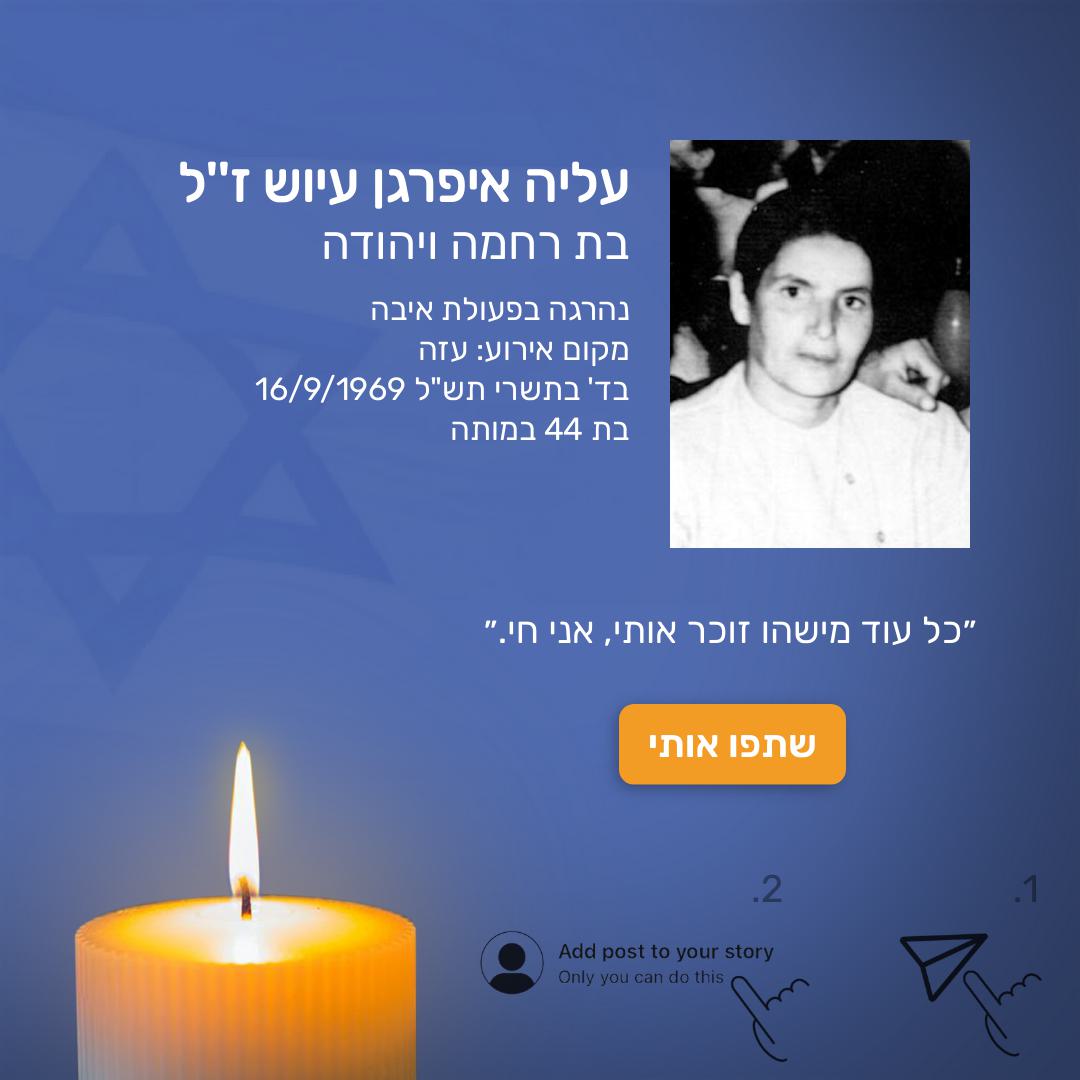 עליה איפרגן עיוש ז"ל
בת רחמה ויהודה
נהרגה בפעולת איבה
מקום אירוע: עזה
בד' בתשרי תש"ל 16/9/1969
בת 44 במותה
"כל עוד מישהו זוכר אותי, אני חי."
שתפו אותי
1.
2.
Add post to your story
Only you can do this